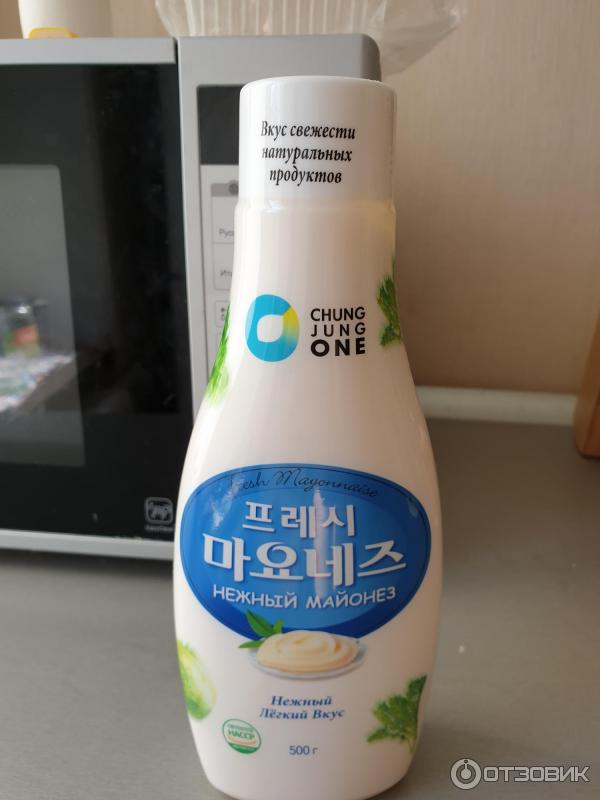 Вкус свежести
натуральных
продуктов
CHUNG
JUNG
ONE
Fresh Mayonnaise
프레시
마요네즈
НЕЖНЫЙ МАЙОНЕЗ
Нежный
Лёгкий Вкус
HACCP
500 г
ОТЗОВИК